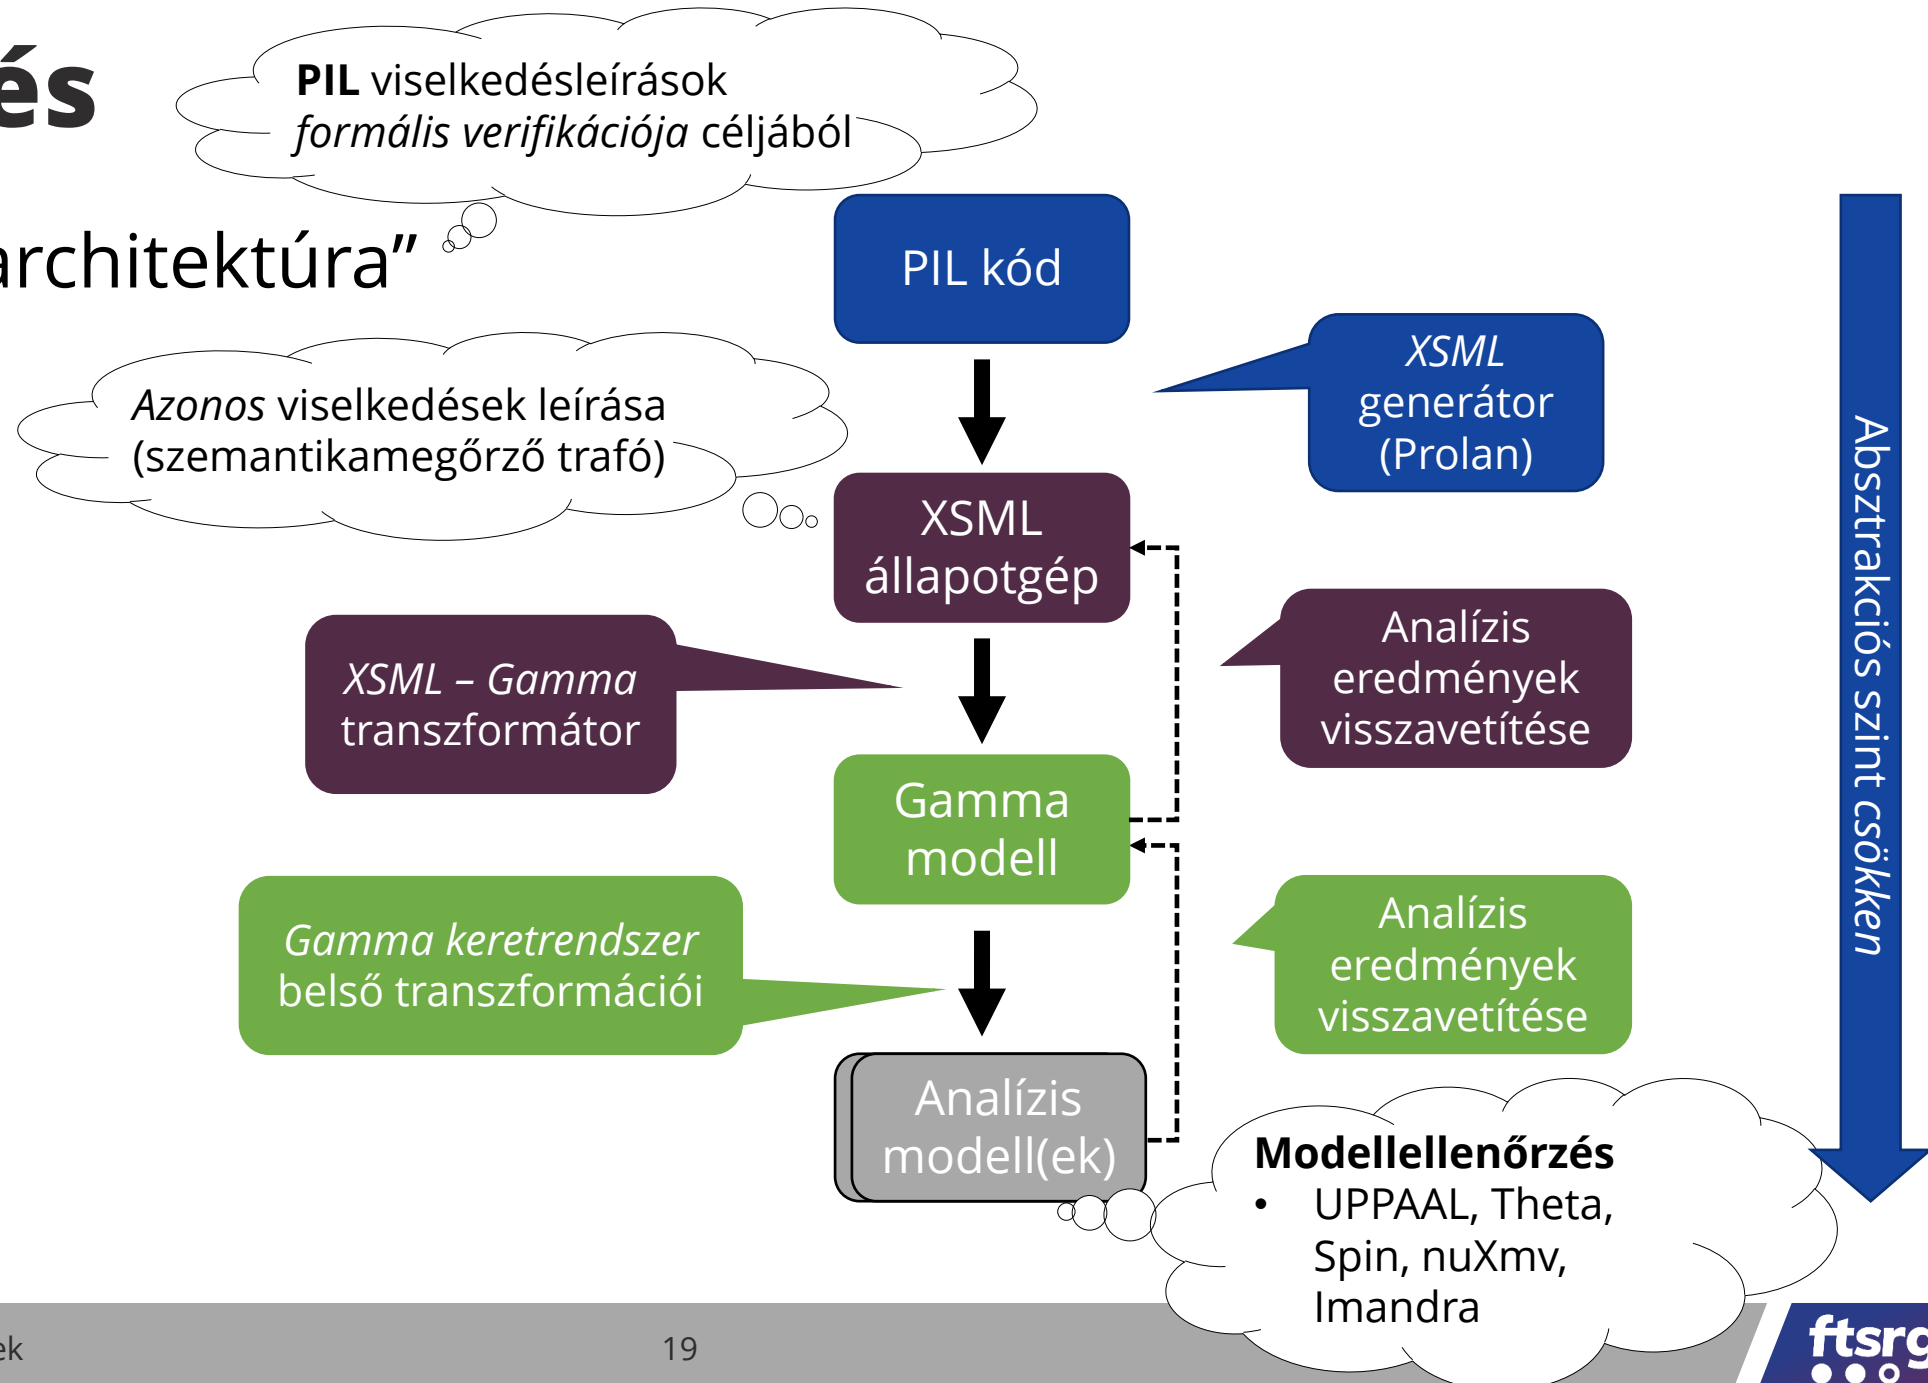 és
PIL viselkedésleírások
formális verifikációja céljából
architektúra”
PIL kód
XSML
generátor
(Prolan)
Azonos viselkedések leírása
(szemantikamegőrző trafó)
XSML
állapotgép
Analízis
eredmények
visszavetítése
XSML – Gamma
transzformátor
Gamma
modell
Analízis
eredmények
visszavetítése
Gamma keretrendszer
belső transzformációi
Analízis
modell(ek)
Modellellenőrzés
• UPPAAL, Theta,
Spin, nuXmv,
Imandra
Absztrakciós szint csökken
ek
19
ftsrg